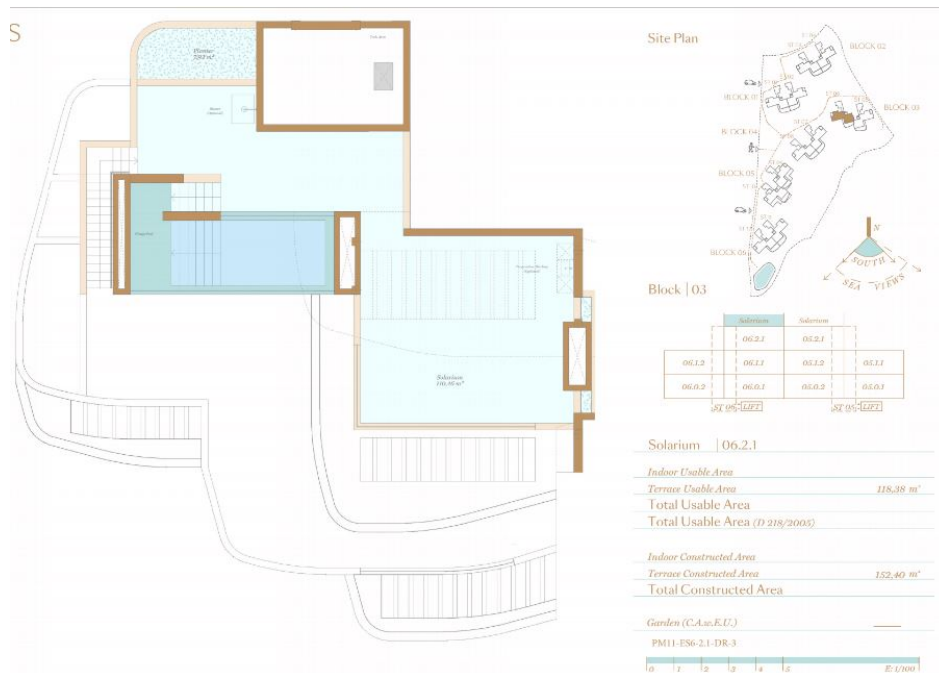 S
Planter
Solarium
Site Plan
BLOCK 02
BLOCK 03
BLOCK 04
BLOCK 05
BLOCK 06
N
SOUTH
SEA VIEWS
Block | 03
Solarium Solarium
06.2.1 05.2.1
06.1.2 06.1.1 05.1.2 05.1.1
06.0.2 06.0.1 05.0.2 05.0.1
ST 06 LIFT ST 05 LIFT
Solarium | 06.2.1
Indoor Usable Area
Terrace Usable Area 118,38 m²
Total Usable Area
Total Usable Area (D 218/2005)
Indoor Constructed Area
Terrace Constructed Area 152,40 m²
Total Constructed Area
Garden (C.A.w.E.U.)
PM11-ES6-2.1-DR-3
0 1 2 3 4 5 E: 1/100